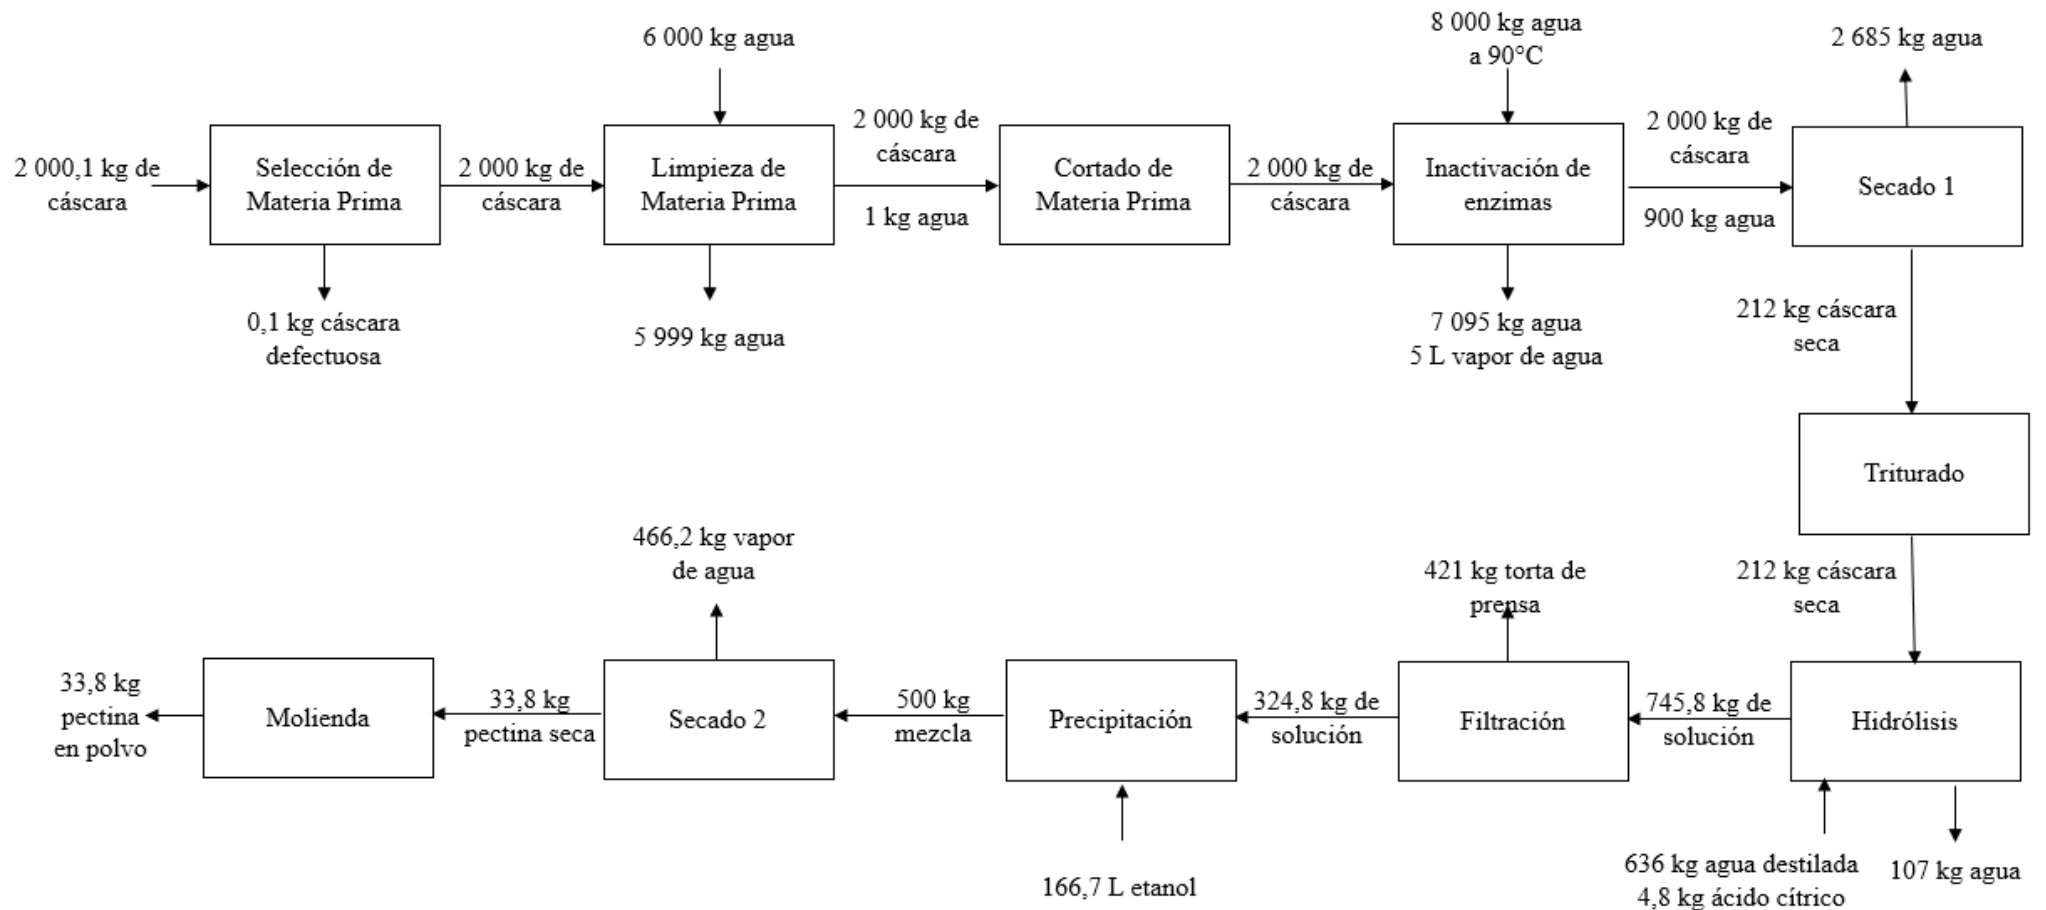 6 000 kg agua
8 000 kg agua
a 90°C
2 685 kg agua
2 000,1 kg de
cáscara
Selección de
Materia Prima
2 000 kg de
cáscara
Limpieza de
Materia Prima
2 000 kg de
cáscara
1 kg agua
Cortado de
Materia Prima
2 000 kg de
cáscara
Inactivación de
enzimas
2 000 kg de
cáscara
900 kg agua
Secado 1
0,1 kg cáscara
defectuosa
5 999 kg agua
7 095 kg agua
5 L vapor de agua
212 kg cáscara
seca
Triturado
212 kg cáscara
seca
466,2 kg vapor
de agua
421 kg torta de
prensa
33,8 kg
pectina
en polvo
Molienda
33,8 kg
pectina seca
Secado 2
500 kg
mezcla
Precipitación
324,8 kg de
solución
Filtración
745,8 kg de
solución
Hidrólisis
166,7 L etanol
636 kg agua destilada
4,8 kg ácido cítrico
107 kg agua